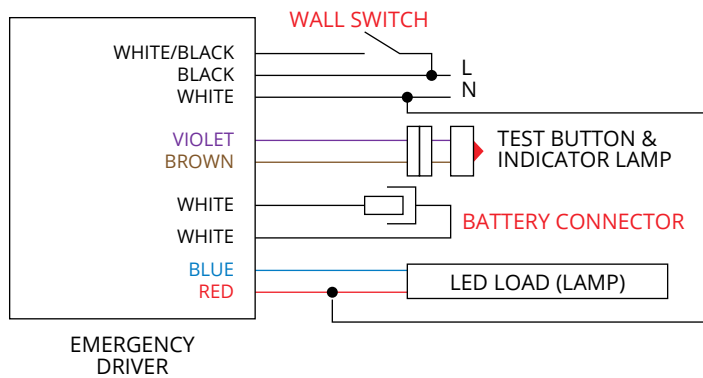 WALL SWITCH
WHITE/BLACK
BLACK
L
WHITE
N
VIOLET
BROWN
TEST BUTTON &
INDICATOR LAMP
WHITE
WHITE
BATTERY CONNECTOR
BLUE
RED
LED LOAD (LAMP)
EMERGENCY
DRIVER